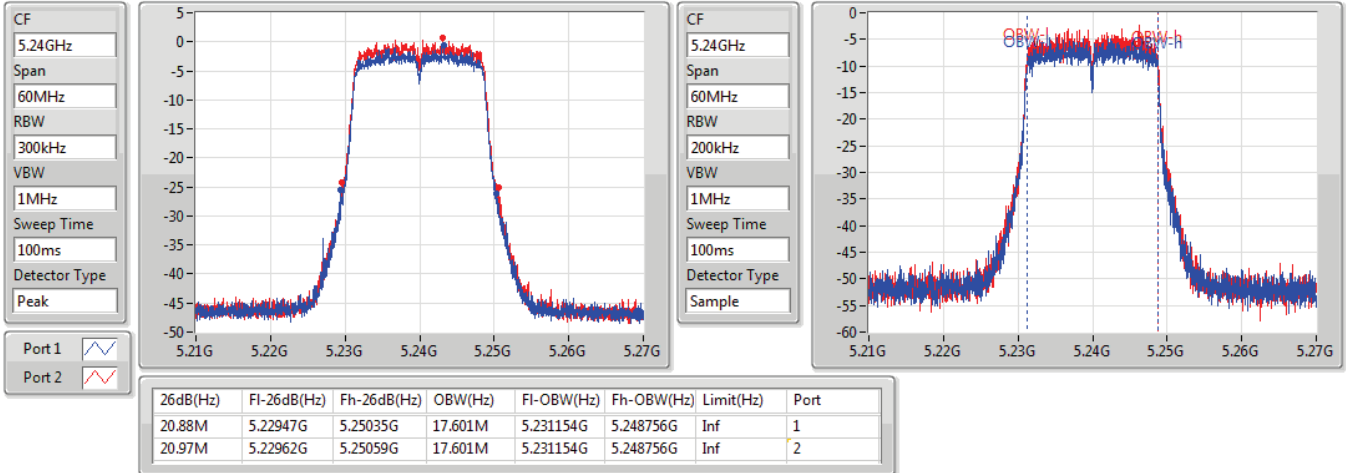 CF
5.24GHz
Span
60MHz
RBW
300kHz
VBW
1MHz
Sweep Time
100ms
Detector Type
Peak
Port 1
Port 2
5
0
-5
-10
-15
-20
-25
-30
-35
-40
-45
-50
5.21G 5.22G 5.23G 5.24G 5.25G 5.26G 5.27G
CF
5.24GHz
Span
60MHz
RBW
200kHz
VBW
1MHz
Sweep Time
100ms
Detector Type
Sample
0
-5
-10
-15
-20
-25
-30
-35
-40
-45
-50
-55
-60
OBW-l OBW-h
OBW-l OBW-h
5.21G 5.22G 5.23G 5.24G 5.25G 5.26G 5.27G
26dB(Hz) Fl-26dB(Hz) Fh-26dB(Hz) OBW(Hz) Fl-OBW(Hz) Fh-OBW(Hz) Limit(Hz) Port
20.88M 5.22947G 5.25035G 17.601M 5.231154G 5.248756G Inf 1
20.97M 5.22962G 5.25059G 17.601M 5.231154G 5.248756G Inf 2